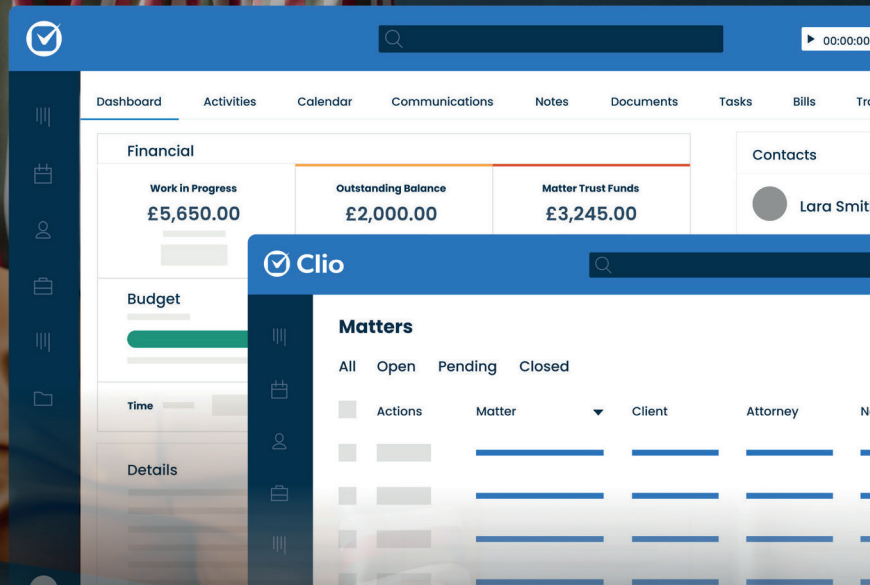 00:00:00
Dashboard Activities Calendar Communications Notes Documents Tasks Bills
Financial
Contacts
Work in Progress Outstanding Balance Matter Trust Funds
£5,650.00 £2,000.00 £3,245.00
Lara
Clio
Budget
Matters
All Open Pending Closed
Time
Actions Matter Client Attorney
Details